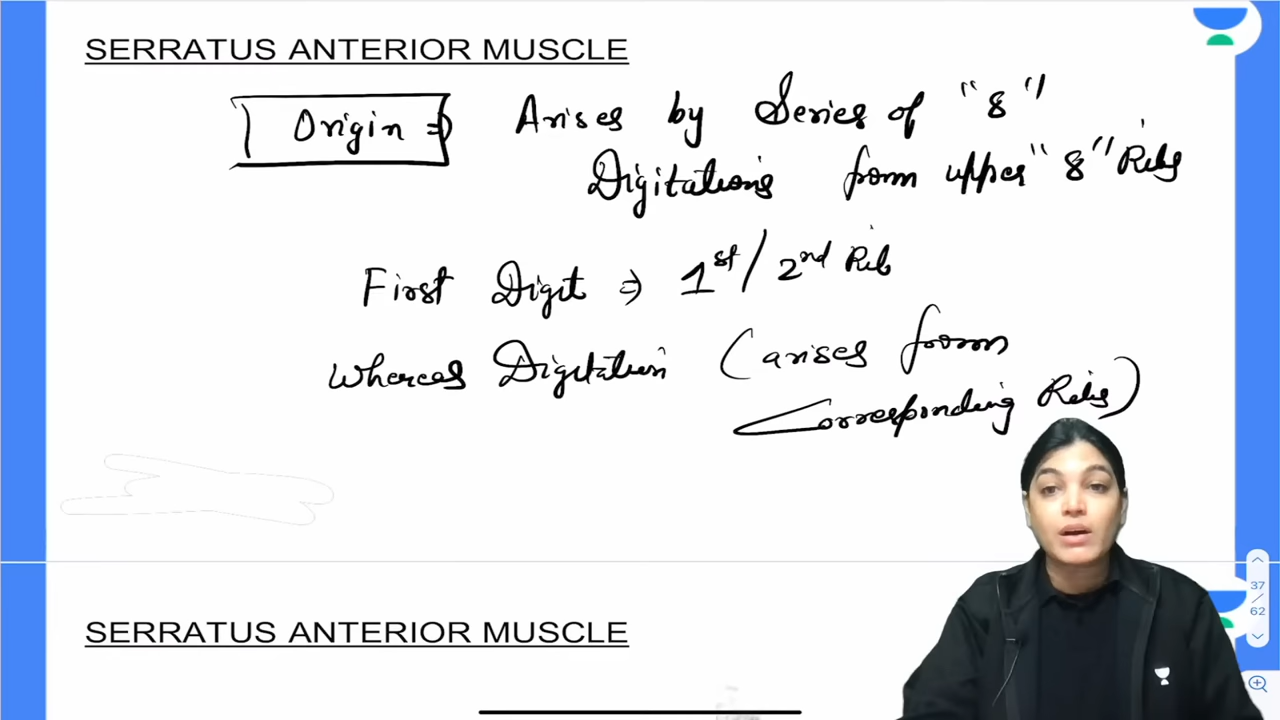 SERRATUS ANTERIOR MUSCLE
Origin ⇒ Arises by Series of "8"
Digitations from upper "8" Ribs
First Digit ⇒ 1st/2nd Rib
Whereas Digitation (arises from
Corresponding Ribs)
37
/
62
SERRATUS ANTERIOR MUSCLE